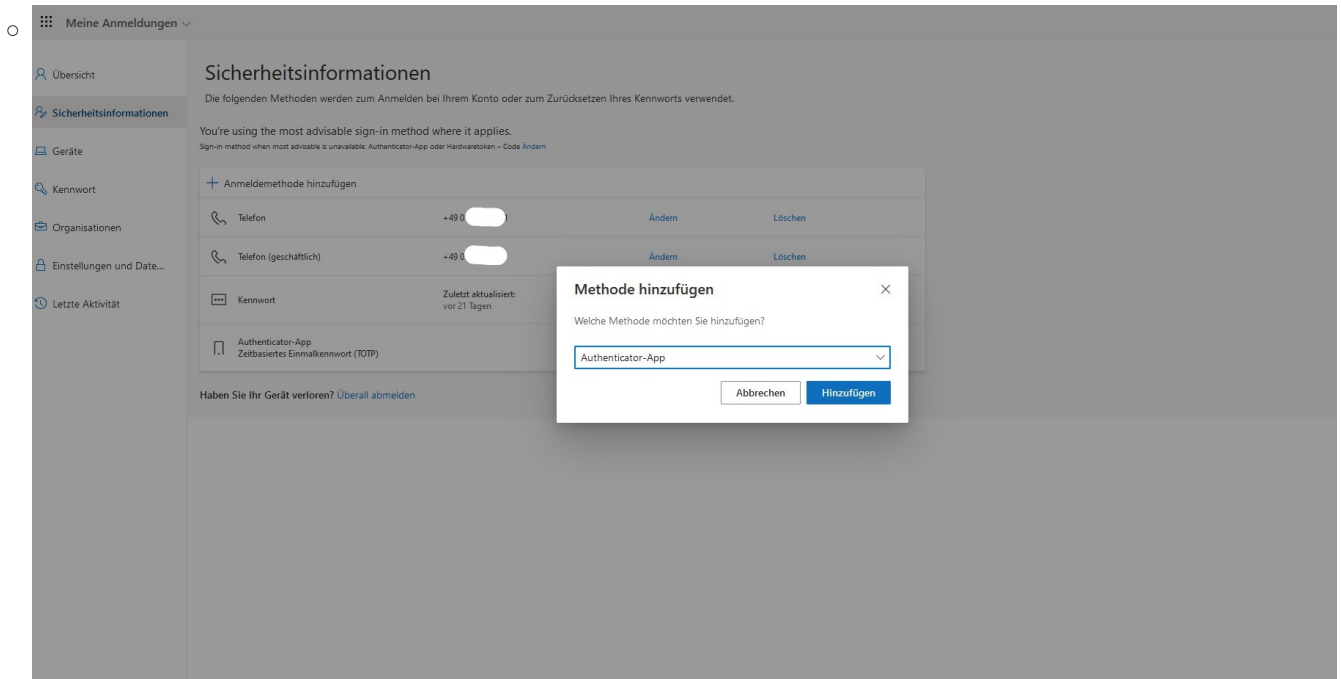 Meine Anmeldungen
Übersicht
Sicherheitsinformationen
Geräte
Kennwort
Organisationen
Einstellungen und Date...
Letzte Aktivität
Sicherheitsinformationen
Die folgenden Methoden werden zum Anmelden bei Ihrem Konto oder zum Zurücksetzen Ihres Kennworts verwendet.
You're using the most advisable sign-in method where it applies.
Sign-in method when most advisable is unavailable: Authenticator-App oder Hardwaretoken – Code Ändern
+ Anmeldemethode hinzufügen
Telefon +49 0 Ändern Löschen
Telefon (geschäftlich) +49 0 Ändern Löschen
Kennwort Zuletzt aktualisiert:
vor 21 Tagen
Authenticator-App
Zeitbasiertes Einmalkennwort (TOTP)
Haben Sie Ihr Gerät verloren? Überall abmelden
Methode hinzufügen
Welche Methode möchten Sie hinzufügen?
Authenticator-App
Abbrechen Hinzufügen